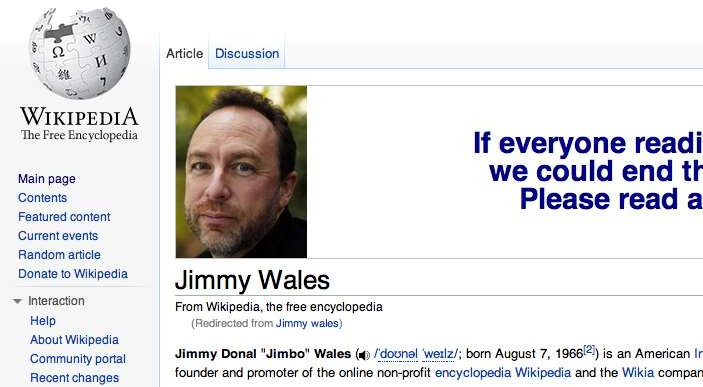 Ω W И 維
WIKIPEDIA
The Free Encyclopedia
Main page
Contents
Featured content
Current events
Random article
Donate to Wikipedia
Interaction
Help
About Wikipedia
Community portal
Recent changes
Article Discussion
If everyone readi
we could end th
Please read a
Jimmy Wales
From Wikipedia, the free encyclopedia
(Redirected from Jimmy wales)
Jimmy Donal "Jimbo" Wales (/ˈdoʊnəl ˈweɪlz/; born August 7, 1966[2]) is an American In
founder and promoter of the online non-profit encyclopedia Wikipedia and the Wikia compan